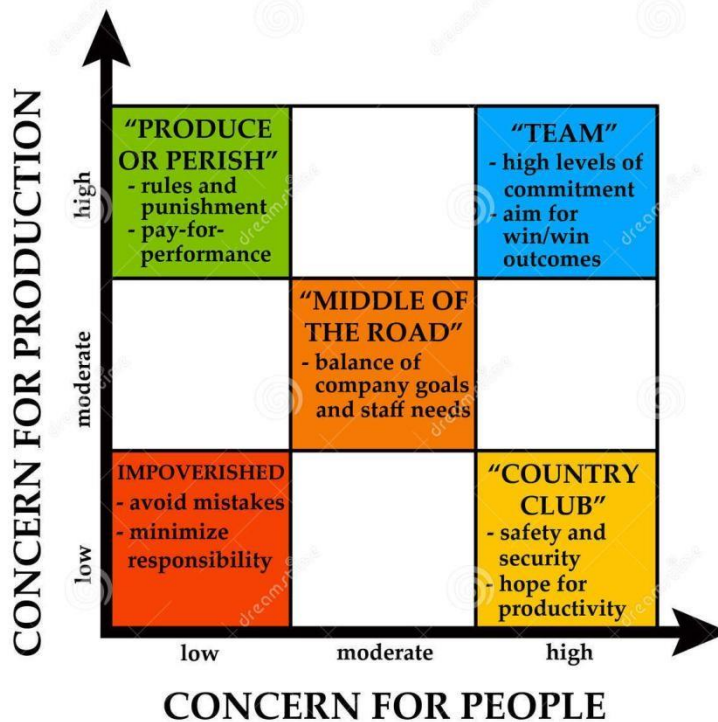 CONCERN FOR PRODUCTION
high
moderate
low
“PRODUCE
OR PERISH”
- rules and
punishment
- pay-for-
performance
“TEAM”
- high levels of
commitment
- aim for
win/win
outcomes
“MIDDLE OF
THE ROAD”
- balance of
company goals
and staff needs
IMPOVERISHED
- avoid mistakes
- minimize
responsibility
“COUNTRY
CLUB”
- safety and
security
- hope for
productivity
low
moderate
high
CONCERN FOR PEOPLE